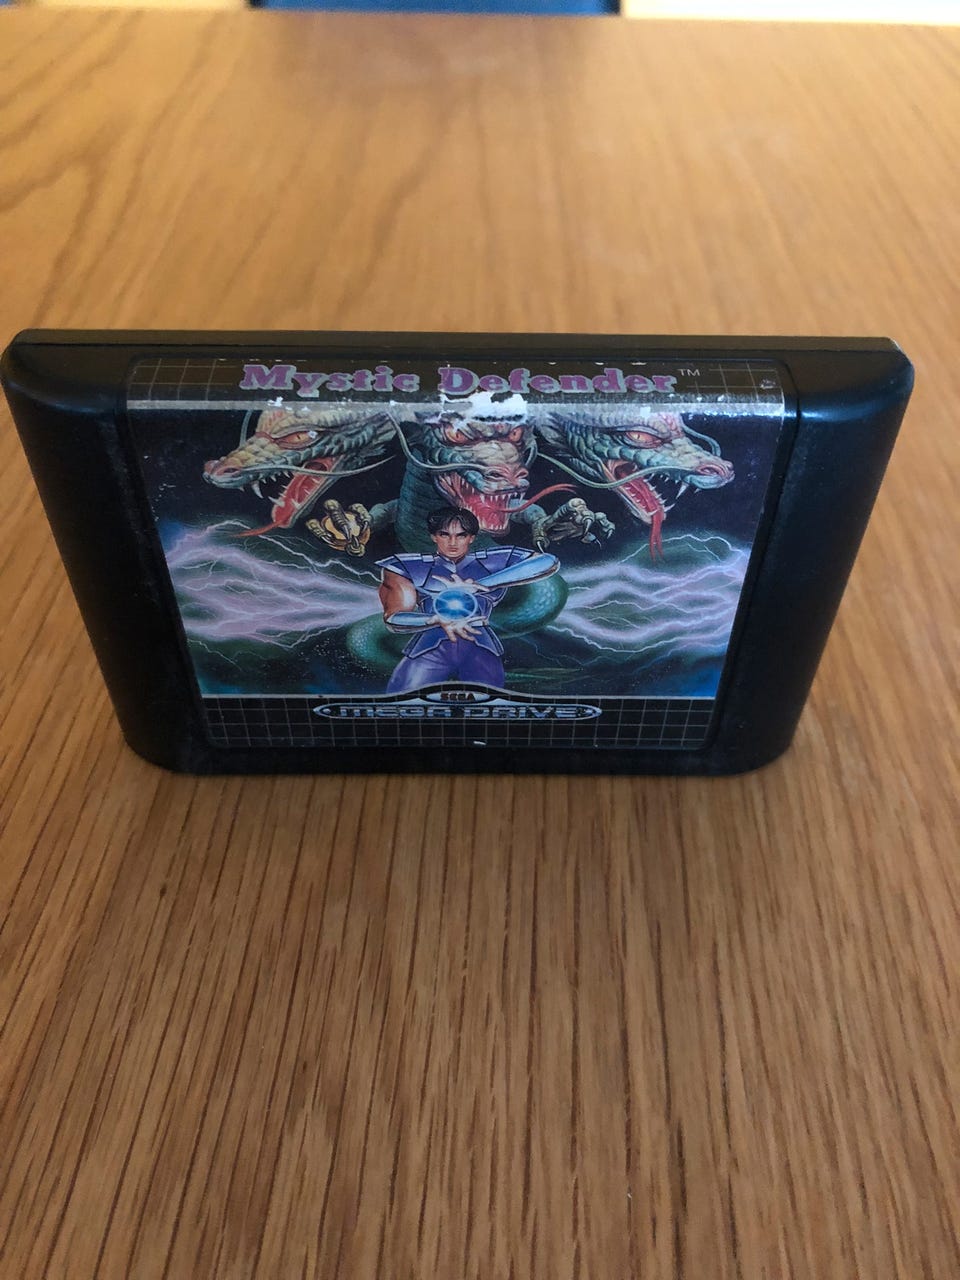 Mystic Defender™
SEGA
MEGA DRIVE